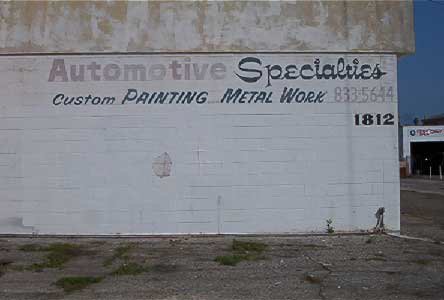 Automotive Specialties
Custom PAINTING METAL WORK 833-5644
1812